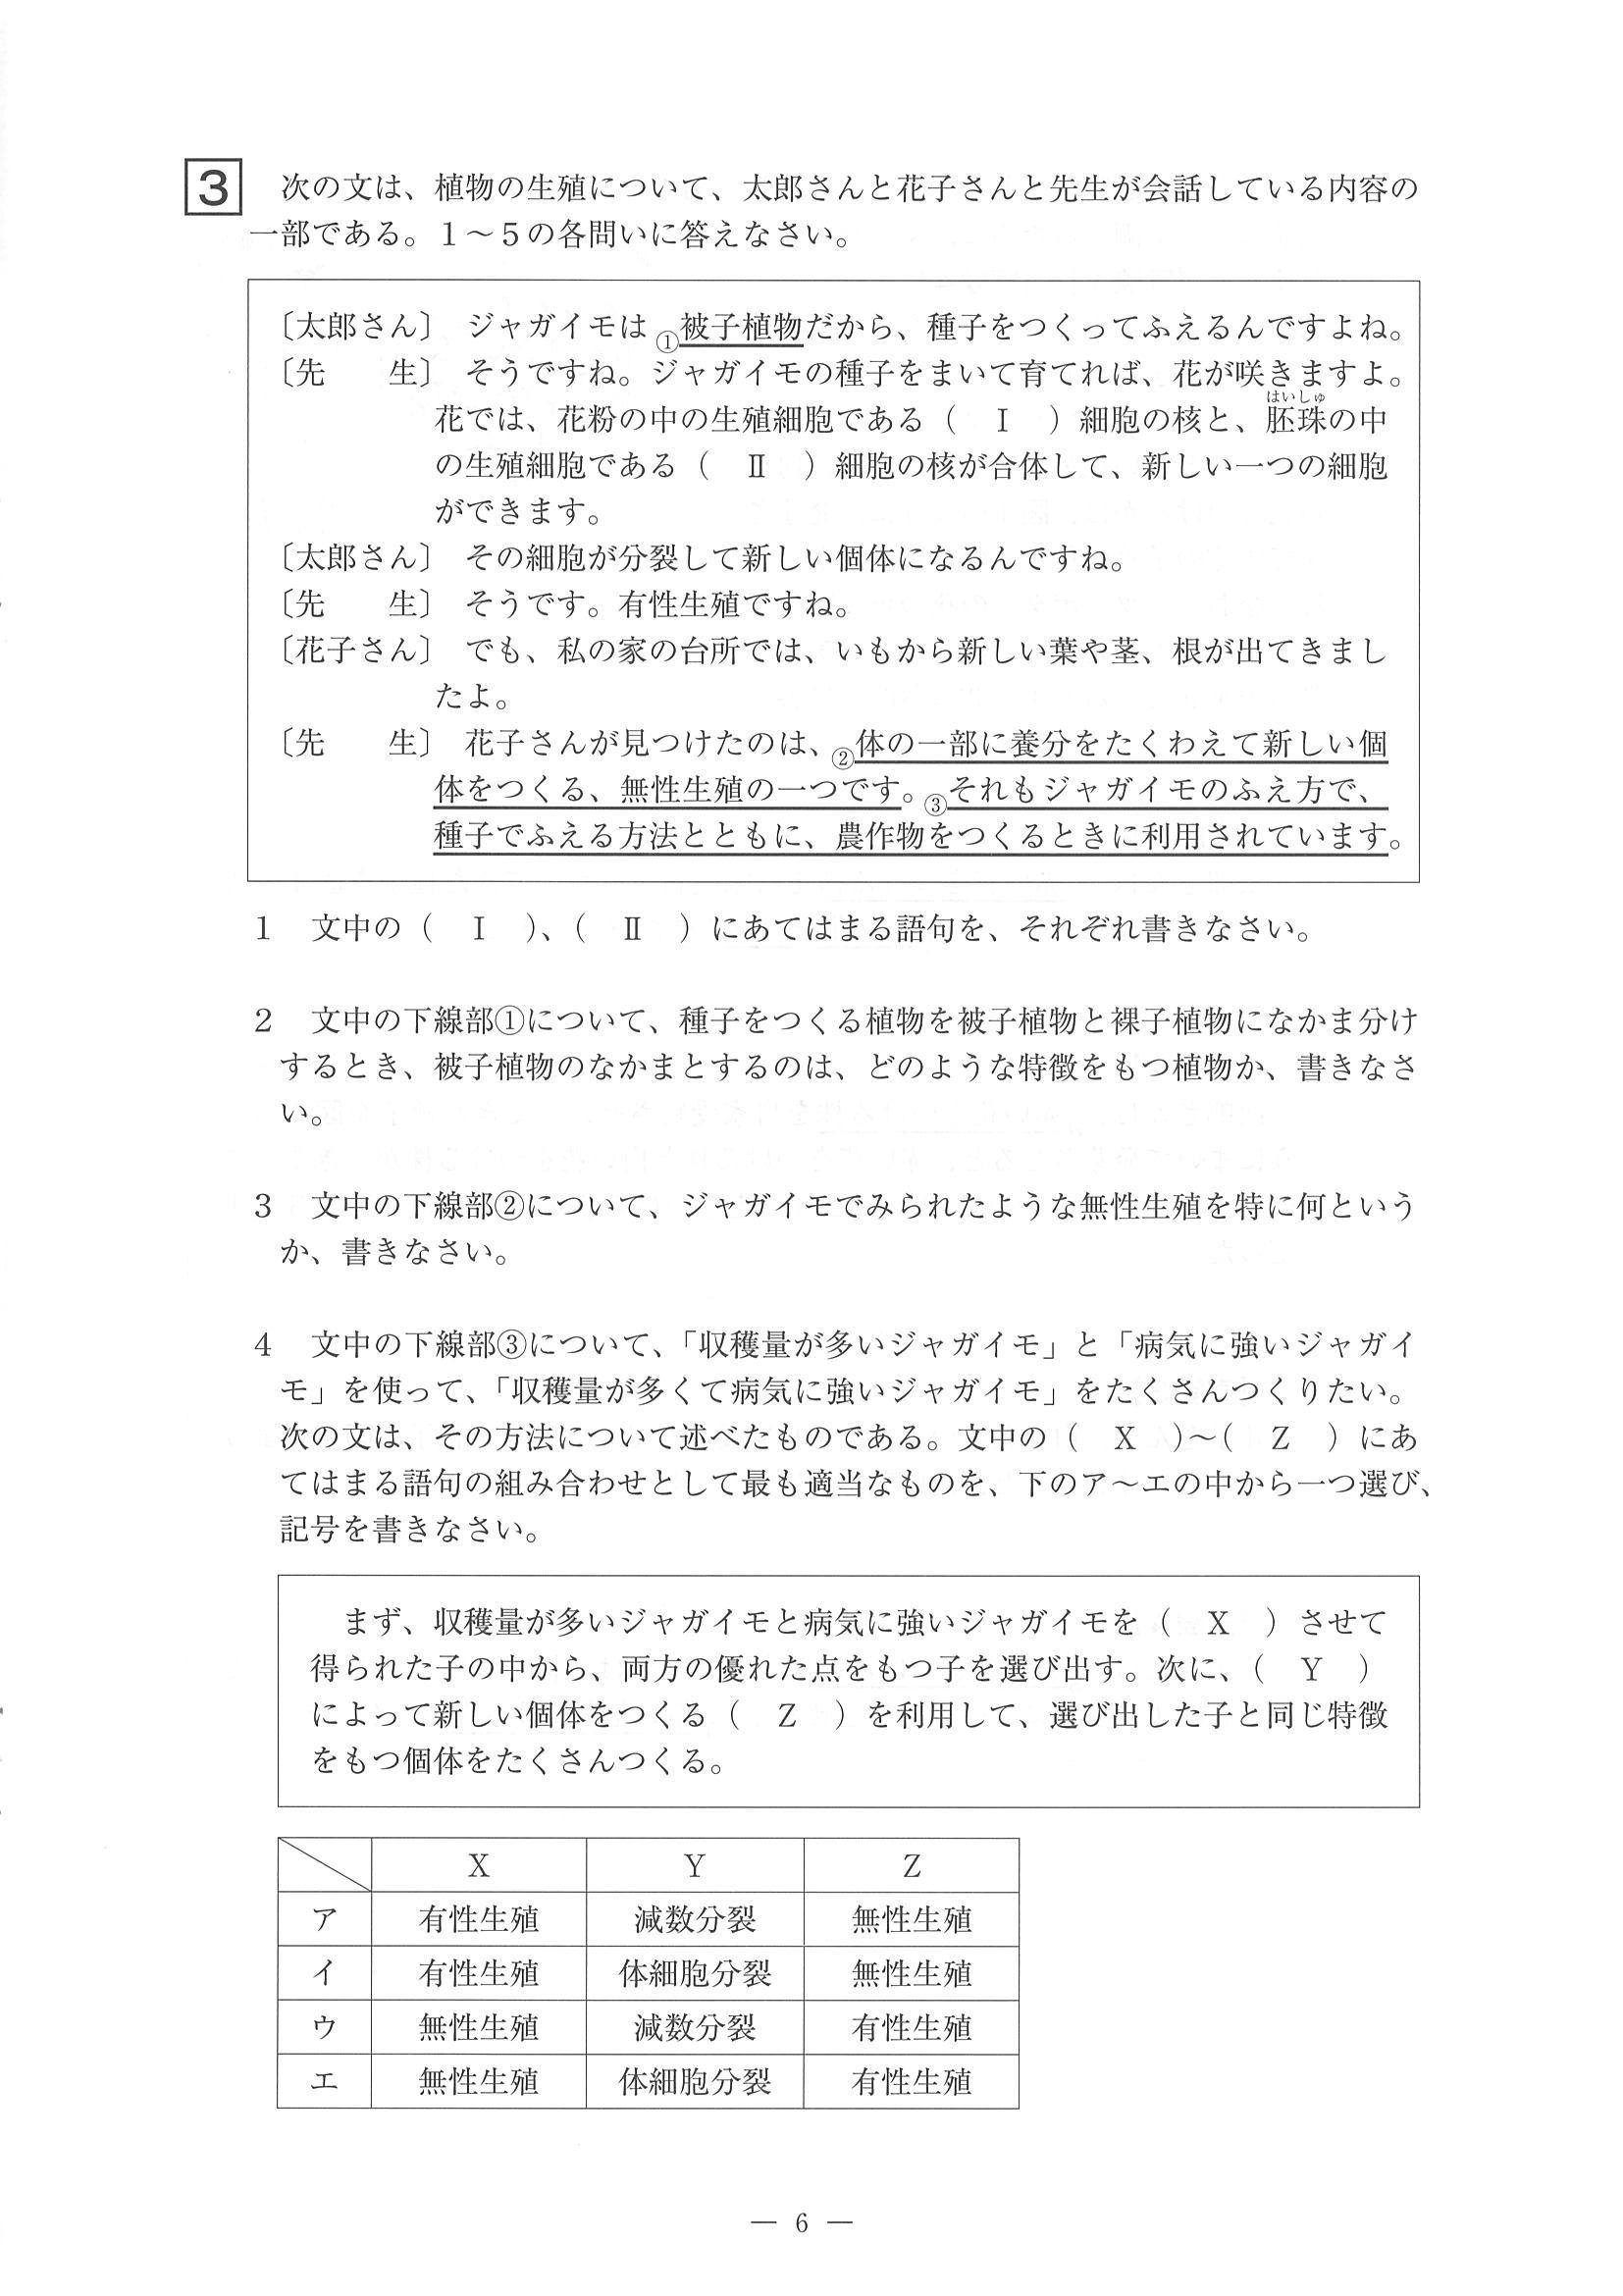 3 次の文は、植物の生殖について、太郎さんと花子さんと先生が会話している内容の
一部である。1～5の各問いに答えなさい。
〔太郎さん〕 ジャガイモは①被子植物だから、種子をつくってふえるんですよね。
〔先　　生〕 そうですね。ジャガイモの種子をまいて育てれば、花が咲きますよ。
花では、花粉の中の生殖細胞である（　Ⅰ　）細胞の核と、胚珠の中
はいしゅ
の生殖細胞である（　Ⅱ　）細胞の核が合体して、新しい一つの細胞
ができます。
〔太郎さん〕 その細胞が分裂して新しい個体になるんですね。
〔先　　生〕 そうです。有性生殖ですね。
〔花子さん〕 でも、私の家の台所では、いもから新しい葉や茎、根が出てきまし
たよ。
〔先　　生〕 花子さんが見つけたのは、②体の一部に養分をたくわえて新しい個
体をつくる、無性生殖の一つです。③それもジャガイモのふえ方で、
種子でふえる方法とともに、農作物をつくるときに利用されています。
1 文中の（　Ⅰ　）、（　Ⅱ　）にあてはまる語句を、それぞれ書きなさい。
2 文中の下線部①について、種子をつくる植物を被子植物と裸子植物になかま分け
するとき、被子植物のなかまとするのは、どのような特徴をもつ植物か、書きなさ
い。
3 文中の下線部②について、ジャガイモでみられたような無性生殖を特に何という
か、書きなさい。
4 文中の下線部③について、「収穫量が多いジャガイモ」と「病気に強いジャガイ
モ」を使って、「収穫量が多くて病気に強いジャガイモ」をたくさんつくりたい。
次の文は、その方法について述べたものである。文中の（　X　）～（　Z　）にあ
てはまる語句の組み合わせとして最も適当なものを、下のア～エの中から一つ選び、
記号を書きなさい。
まず、収穫量が多いジャガイモと病気に強いジャガイモを（　X　）させて
得られた子の中から、両方の優れた点をもつ子を選び出す。次に、（　Y　）
によって新しい個体をつくる（　Z　）を利用して、選び出した子と同じ特徴
をもつ個体をたくさんつくる。
X Y Z
ア 有性生殖 減数分裂 無性生殖
イ 有性生殖 体細胞分裂 無性生殖
ウ 無性生殖 減数分裂 有性生殖
エ 無性生殖 体細胞分裂 有性生殖
― 6 ―